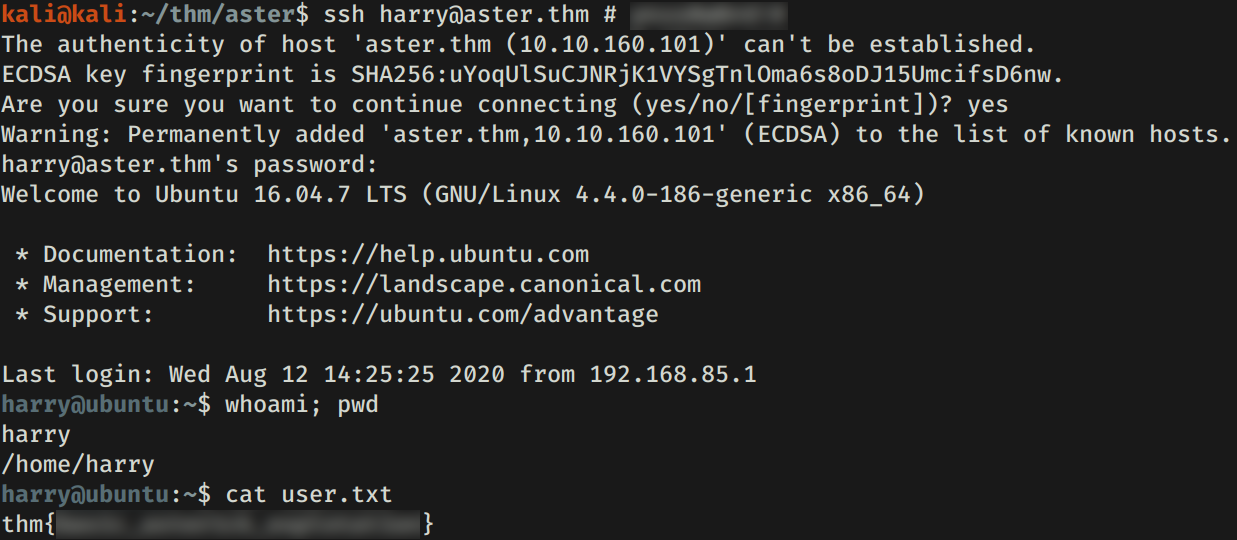 kali@kali:~/thm/aster$ ssh harry@aster.thm #
The authenticity of host 'aster.thm (10.10.160.101)' can't be established.
ECDSA key fingerprint is SHA256:uYoqUlSuCJNRjK1VYSgTnlOma6s8oDJ15UmcifsD6nw.
Are you sure you want to continue connecting (yes/no/[fingerprint])? yes
Warning: Permanently added 'aster.thm,10.10.160.101' (ECDSA) to the list of known hosts.
harry@aster.thm's password:
Welcome to Ubuntu 16.04.7 LTS (GNU/Linux 4.4.0-186-generic x86_64)
* Documentation:  https://help.ubuntu.com
* Management:     https://landscape.canonical.com
* Support:        https://ubuntu.com/advantage
Last login: Wed Aug 12 14:25:25 2020 from 192.168.85.1
harry@ubuntu:~$ whoami; pwd
harry
/home/harry
harry@ubuntu:~$ cat user.txt
thm{}